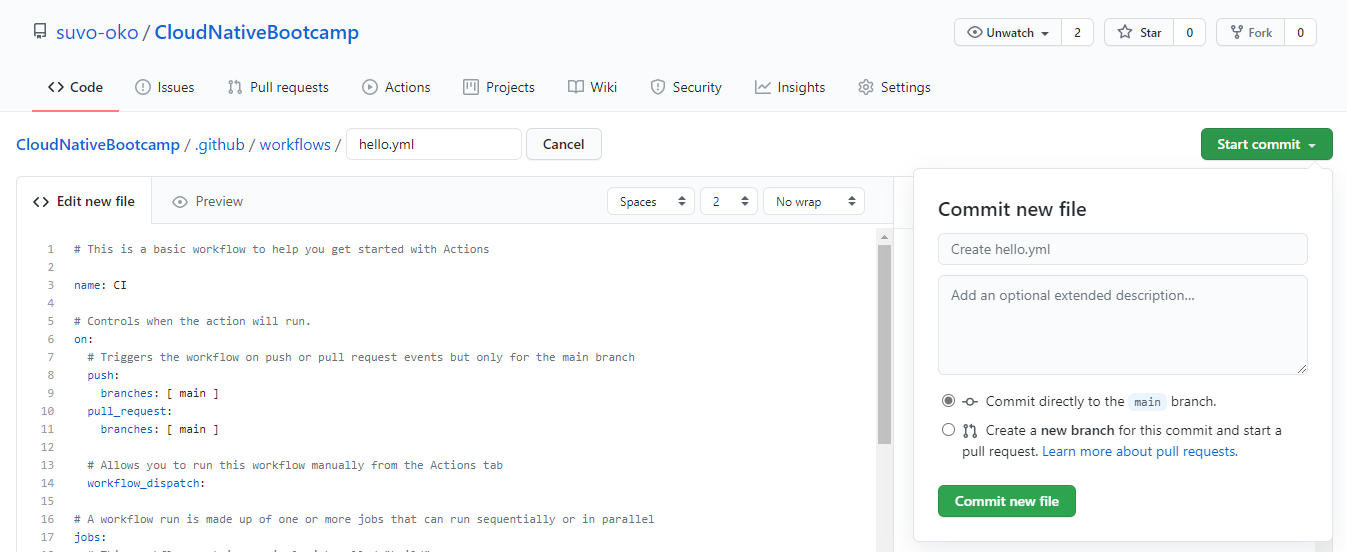 suvo-oko / CloudNativeBootcamp
Unwatch 2 Star 0 Fork 0
Code Issues Pull requests Actions Projects Wiki Security Insights Settings
CloudNativeBootcamp / .github / workflows / hello.yml Cancel
Start commit
Edit new file Preview
Spaces 2 No wrap
1 # This is a basic workflow to help you get started with Actions
2
3 name: CI
4
5 # Controls when the action will run.
6 on:
7 # Triggers the workflow on push or pull request events but only for the main branch
8 push:
9 branches: [ main ]
10 pull_request:
11 branches: [ main ]
12
13 # Allows you to run this workflow manually from the Actions tab
14 workflow_dispatch:
15
16 # A workflow run is made up of one or more jobs that can run sequentially or in parallel
17 jobs:
Commit new file
Create hello.yml
Add an optional extended description...
Commit directly to the main branch.
Create a new branch for this commit and start a
pull request. Learn more about pull requests.
Commit new file